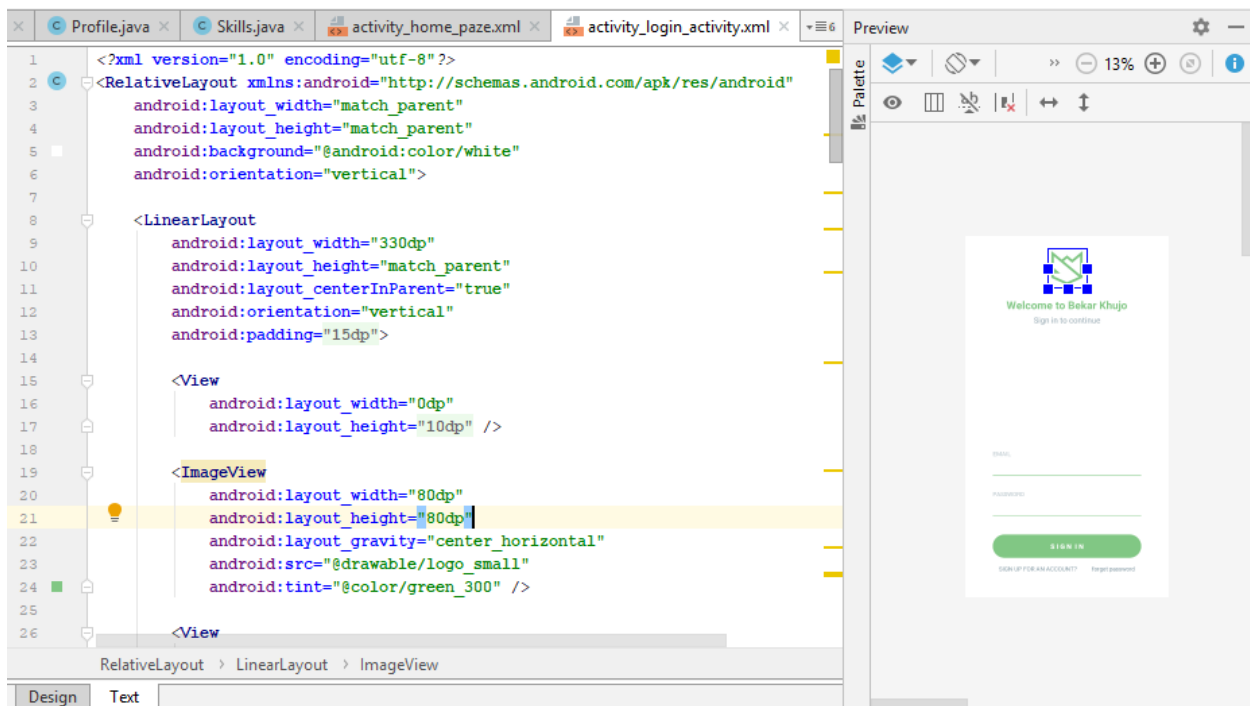 Profile.java
Skills.java
activity_home_paze.xml
activity_login_activity.xml
6
Preview
1 <?xml version="1.0" encoding="utf-8"?>
2 <RelativeLayout xmlns:android="http://schemas.android.com/apk/res/android"
3 android:layout_width="match_parent"
4 android:layout_height="match_parent"
5 android:background="@android:color/white"
6 android:orientation="vertical">
7
8 <LinearLayout
9 android:layout_width="330dp"
10 android:layout_height="match_parent"
11 android:layout_centerInParent="true"
12 android:orientation="vertical"
13 android:padding="15dp">
14
15 <View
16 android:layout_width="0dp"
17 android:layout_height="10dp" />
18
19 <ImageView
20 android:layout_width="80dp"
21 android:layout_height="80dp"
22 android:layout_gravity="center_horizontal"
23 android:src="@drawable/logo_small"
24 android:tint="@color/green_300" />
25
26 <View
RelativeLayout > LinearLayout > ImageView
Design Text
Palette
13%
Welcome to Bekar Khujo
Sign in to continue
EMAIL
PASSWORD
SIGN IN
SIGN UP FOR AN ACCOUNT? Forget password